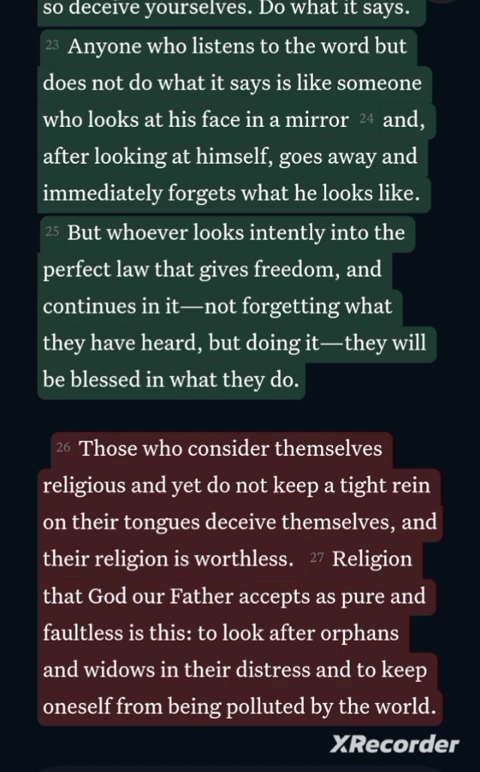 so deceive yourselves. Do what it says.
23 Anyone who listens to the word but
does not do what it says is like someone
who looks at his face in a mirror 24 and,
after looking at himself, goes away and
immediately forgets what he looks like.
25 But whoever looks intently into the
perfect law that gives freedom, and
continues in it—not forgetting what
they have heard, but doing it—they will
be blessed in what they do.
26 Those who consider themselves
religious and yet do not keep a tight rein
on their tongues deceive themselves, and
their religion is worthless. 27 Religion
that God our Father accepts as pure and
faultless is this: to look after orphans
and widows in their distress and to keep
oneself from being polluted by the world.
XRecorder